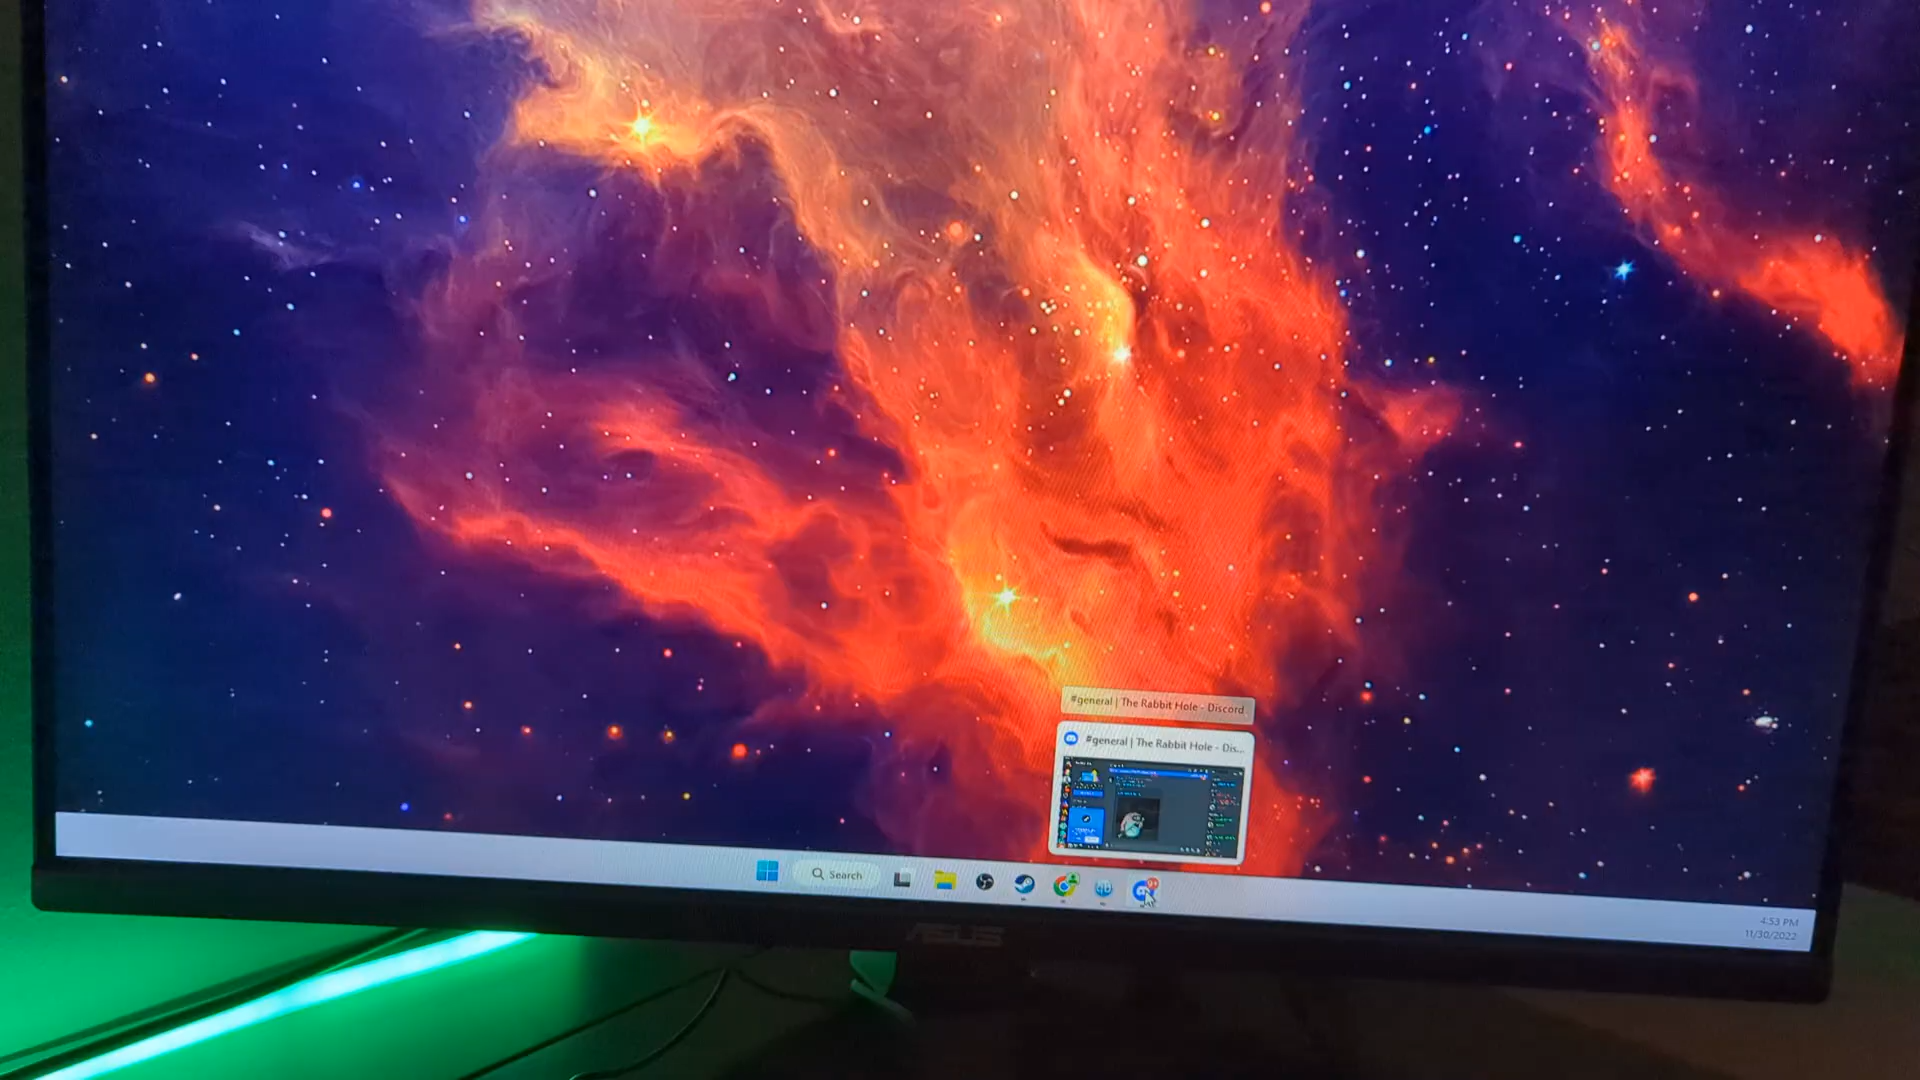 #general | The Rabbit Hole - Discord
#general | The Rabbit Hole - Dis...
Search
4:53 PM
11/30/2022
ASUS